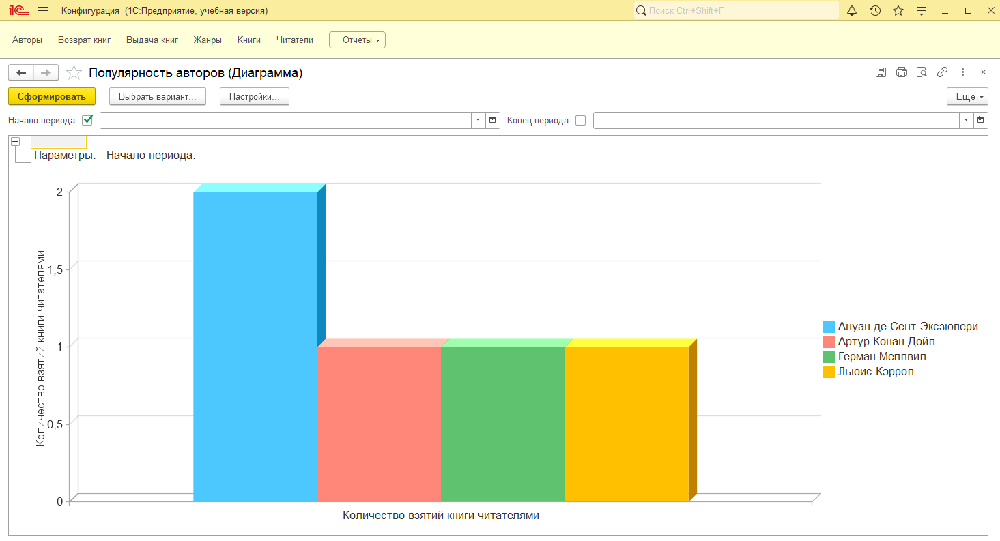 1С Конфигурация (1С:Предприятие, учебная версия) Поиск Ctrl+Shift+F
Авторы Возврат книг Выдача книг Жанры Книги Читатели Отчеты
Популярность авторов (Диаграмма)
Сформировать Выбрать вариант... Настройки... Еще
Начало периода: . . : : Конец периода: . . : :
Параметры: Начало периода:
Количество взятий книги читателями
2
1,5
1
0,5
0
Количество взятий книги читателями
Ануан де Сент-Эксзюпери
Артур Конан Дойл
Герман Меллвил
Льюис Кэррол